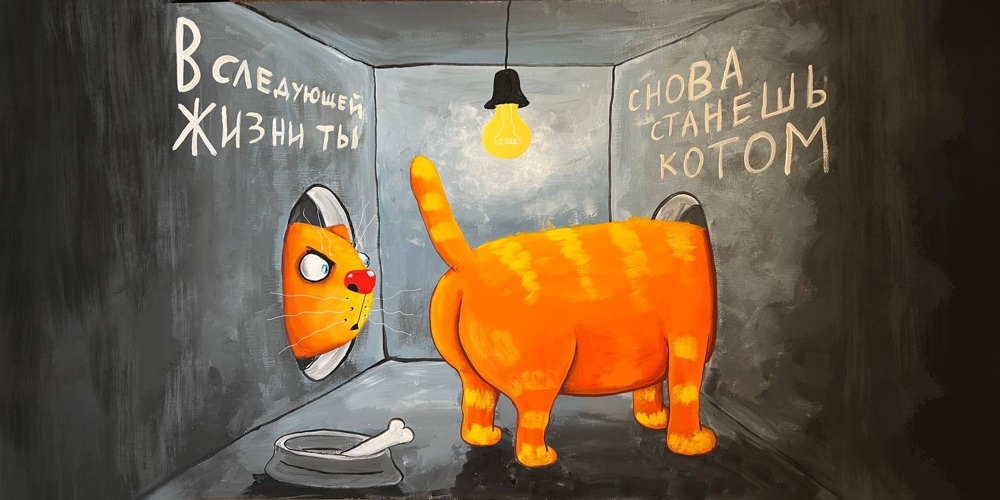 В следующей
жизни ты
снова
станешь
котом